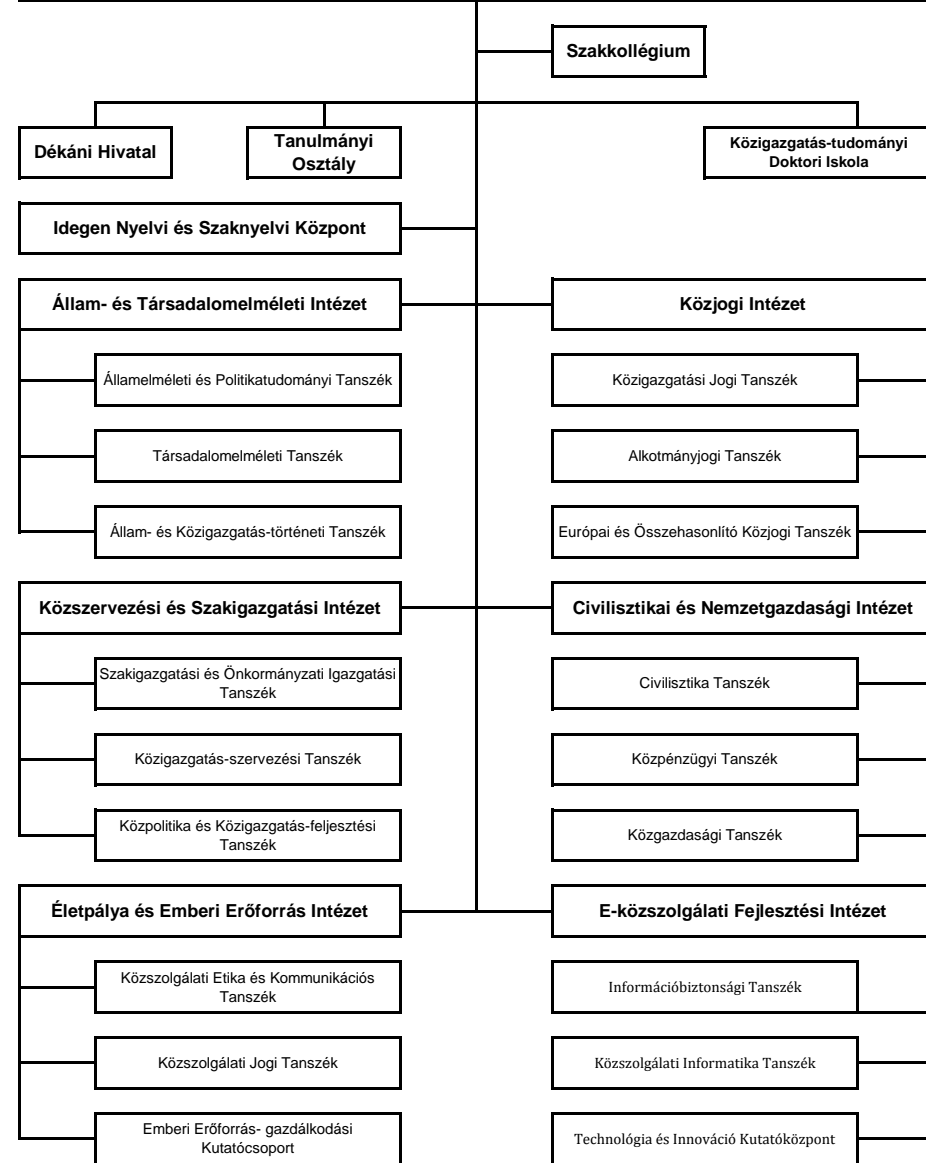 Szakkollégium
Dékáni Hivatal
Tanulmányi
Osztály
Közigazgatás-tudományi
Doktori Iskola
Idegen Nyelvi és Szaknyelvi Központ
Állam- és Társadalomelméleti Intézet
Közjogi Intézet
Államelméleti és Politikatudományi Tanszék
Közigazgatási Jogi Tanszék
Társadalomelméleti Tanszék
Alkotmányjogi Tanszék
Állam- és Közigazgatás-történeti Tanszék
Európai és Összehasonlító Közjogi Tanszék
Közszervezési és Szakigazgatási Intézet
Civilisztikai és Nemzetgazdasági Intézet
Szakigazgatási és Önkormányzati Igazgatási
Tanszék
Civilisztika Tanszék
Közigazgatás-szervezési Tanszék
Közpénzügyi Tanszék
Közpolitika és Közigazgatás-feljesztési
Tanszék
Közgazdasági Tanszék
Életpálya és Emberi Erőforrás Intézet
E-közszolgálati Fejlesztési Intézet
Közszolgálati Etika és Kommunikációs
Tanszék
Információbiztonsági Tanszék
Közszolgálati Jogi Tanszék
Közszolgálati Informatika Tanszék
Emberi Erőforrás- gazdálkodási
Kutatócsoport
Technológia és Innováció Kutatóközpont